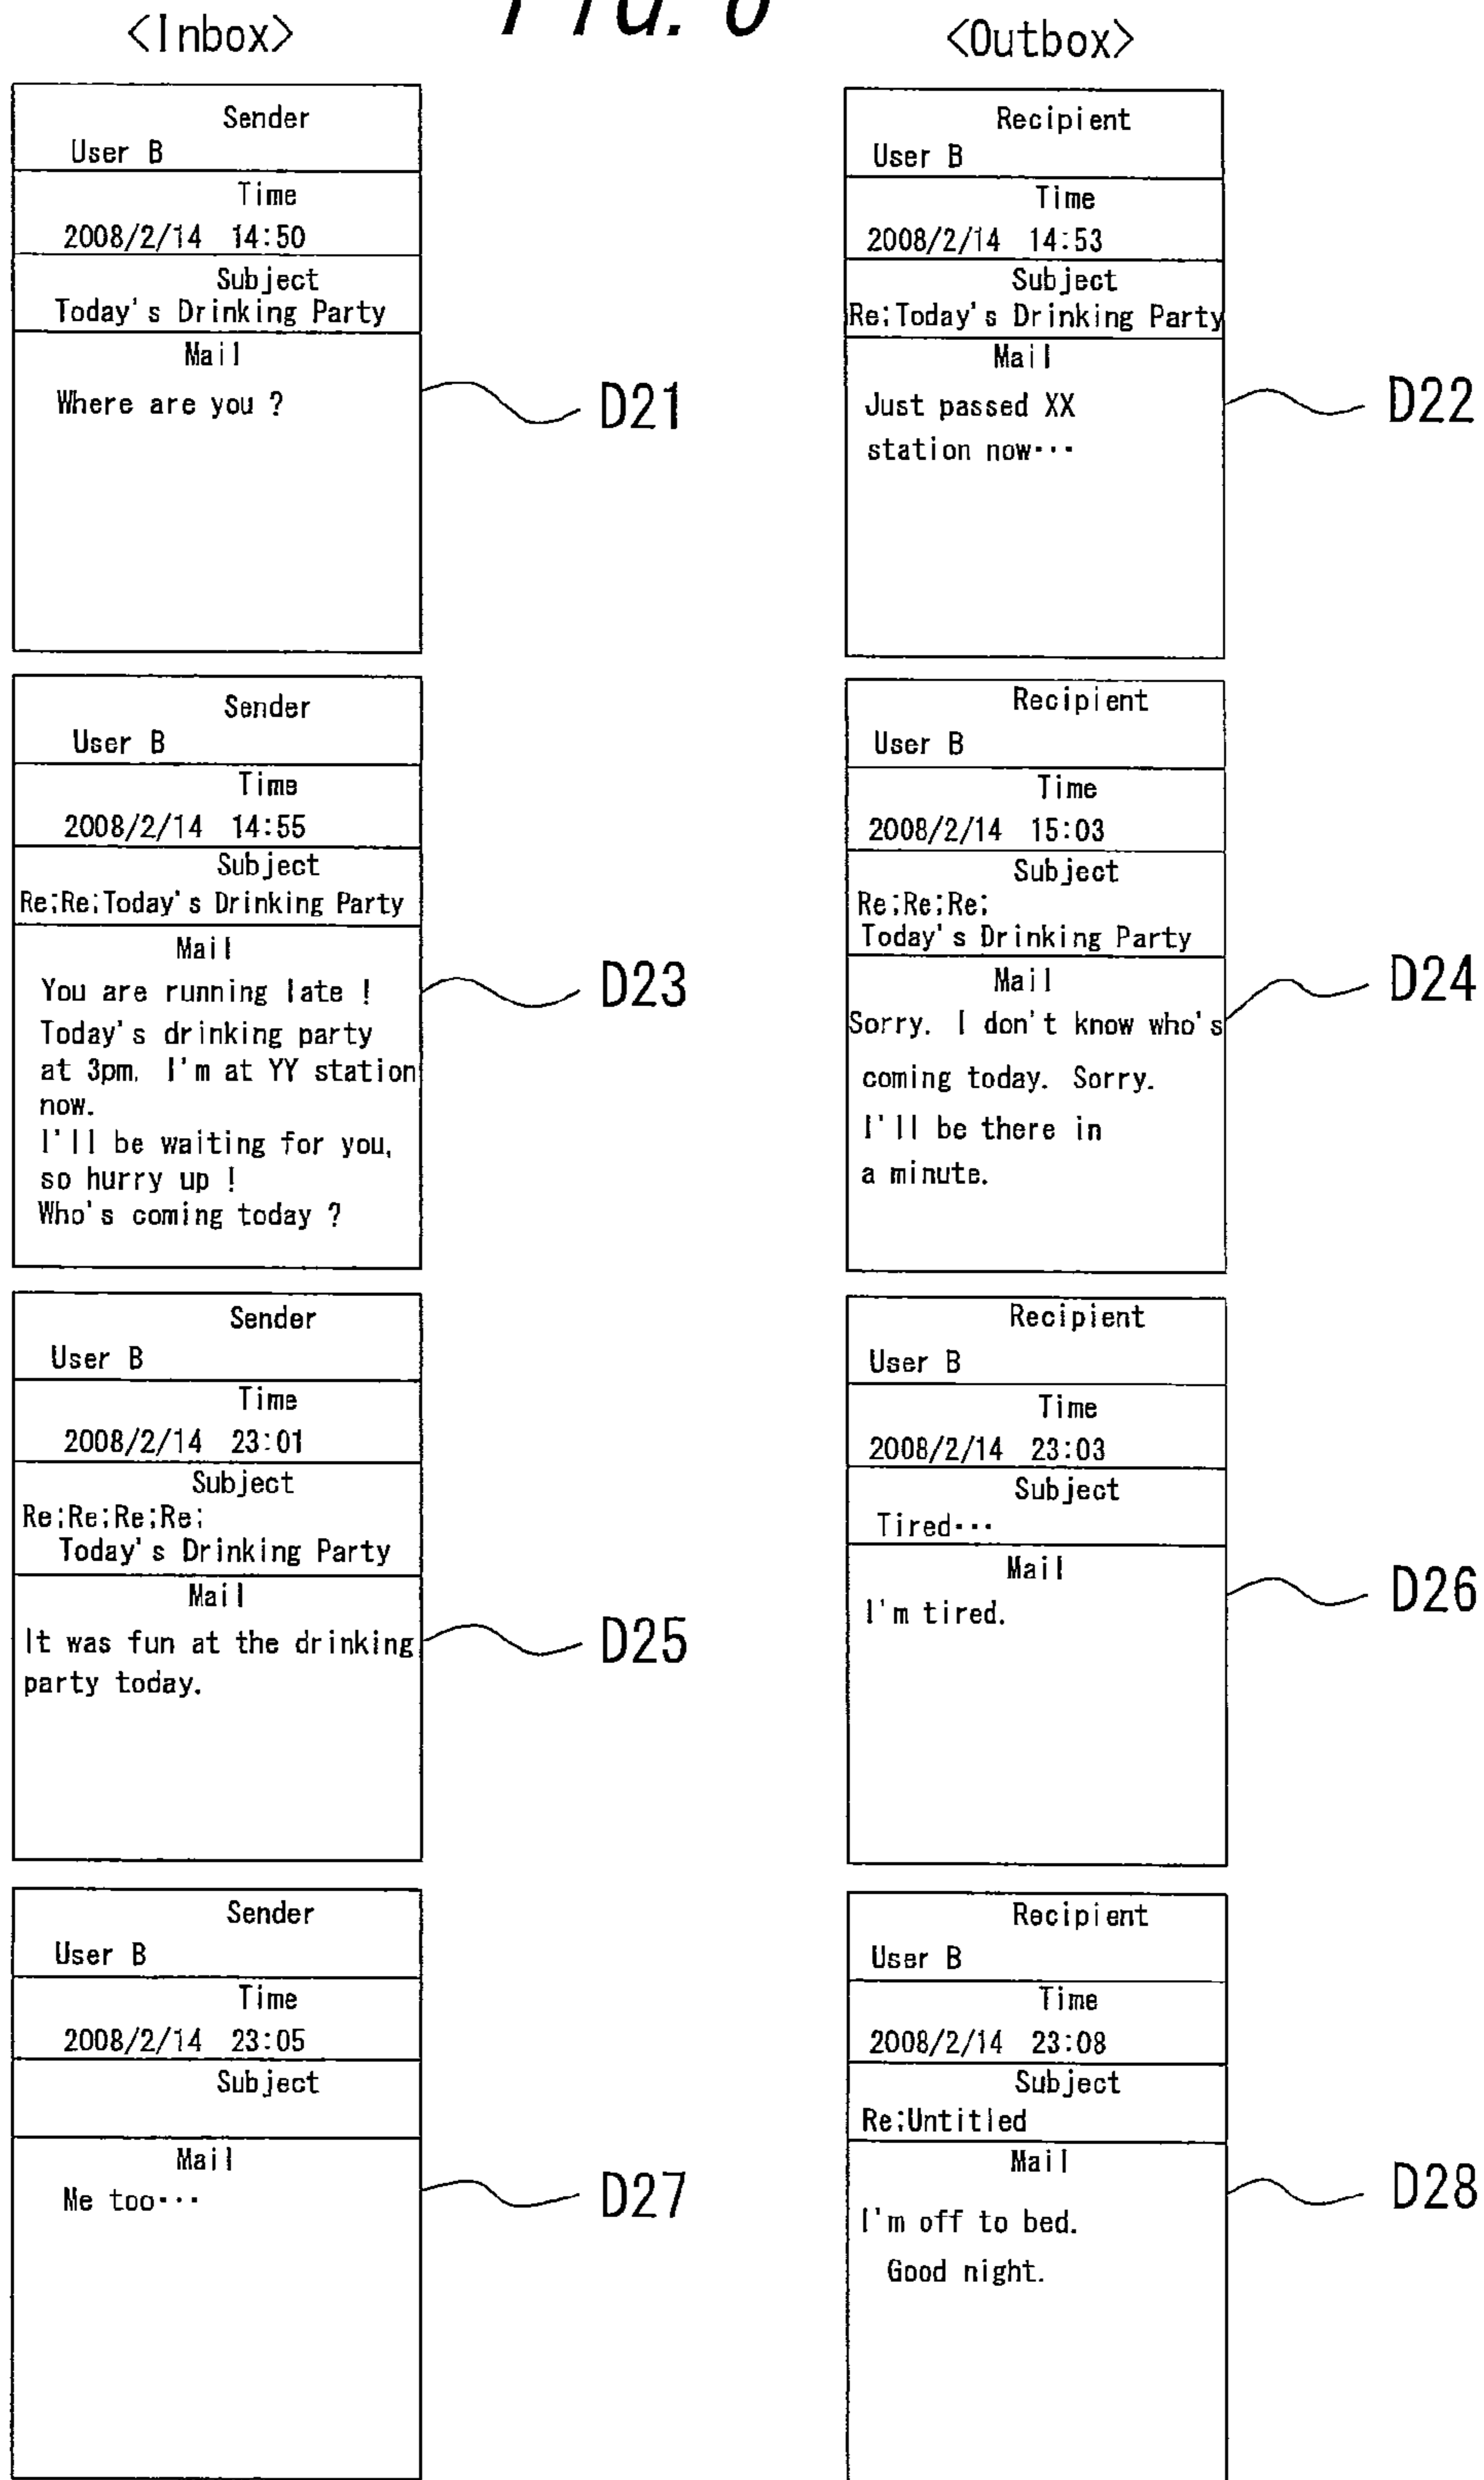 <Inbox>
<Outbox>
Sender
User B
Time
2008/2/14 14:50
Subject
Today's Drinking Party
Mail
Where are you ?
D21
Recipient
User B
Time
2008/2/14 14:53
Subject
Re;Today's Drinking Party
Mail
Just passed XX
station now···
D22
Sender
User B
Time
2008/2/14 14:55
Subject
Re;Re;Today's Drinking Party
Mail
You are running late !
Today's drinking party
at 3pm. I'm at YY station
now.
I'll be waiting for you,
so hurry up !
Who's coming today ?
D23
Recipient
User B
Time
2008/2/14 15:03
Subject
Re;Re;Re;
Today's Drinking Party
Mail
Sorry. I don't know who's
coming today. Sorry.
I'll be there in
a minute.
D24
Sender
User B
Time
2008/2/14 23:01
Subject
Re;Re;Re;Re;
Today's Drinking Party
Mail
It was fun at the drinking
party today.
D25
Recipient
User B
Time
2008/2/14 23:03
Subject
Tired···
Mail
I'm tired.
D26
Sender
User B
Time
2008/2/14 23:05
Subject
Mail
Me too···
D27
Recipient
User B
Time
2008/2/14 23:08
Subject
Re;Untitled
Mail
I'm off to bed.
Good night.
D28